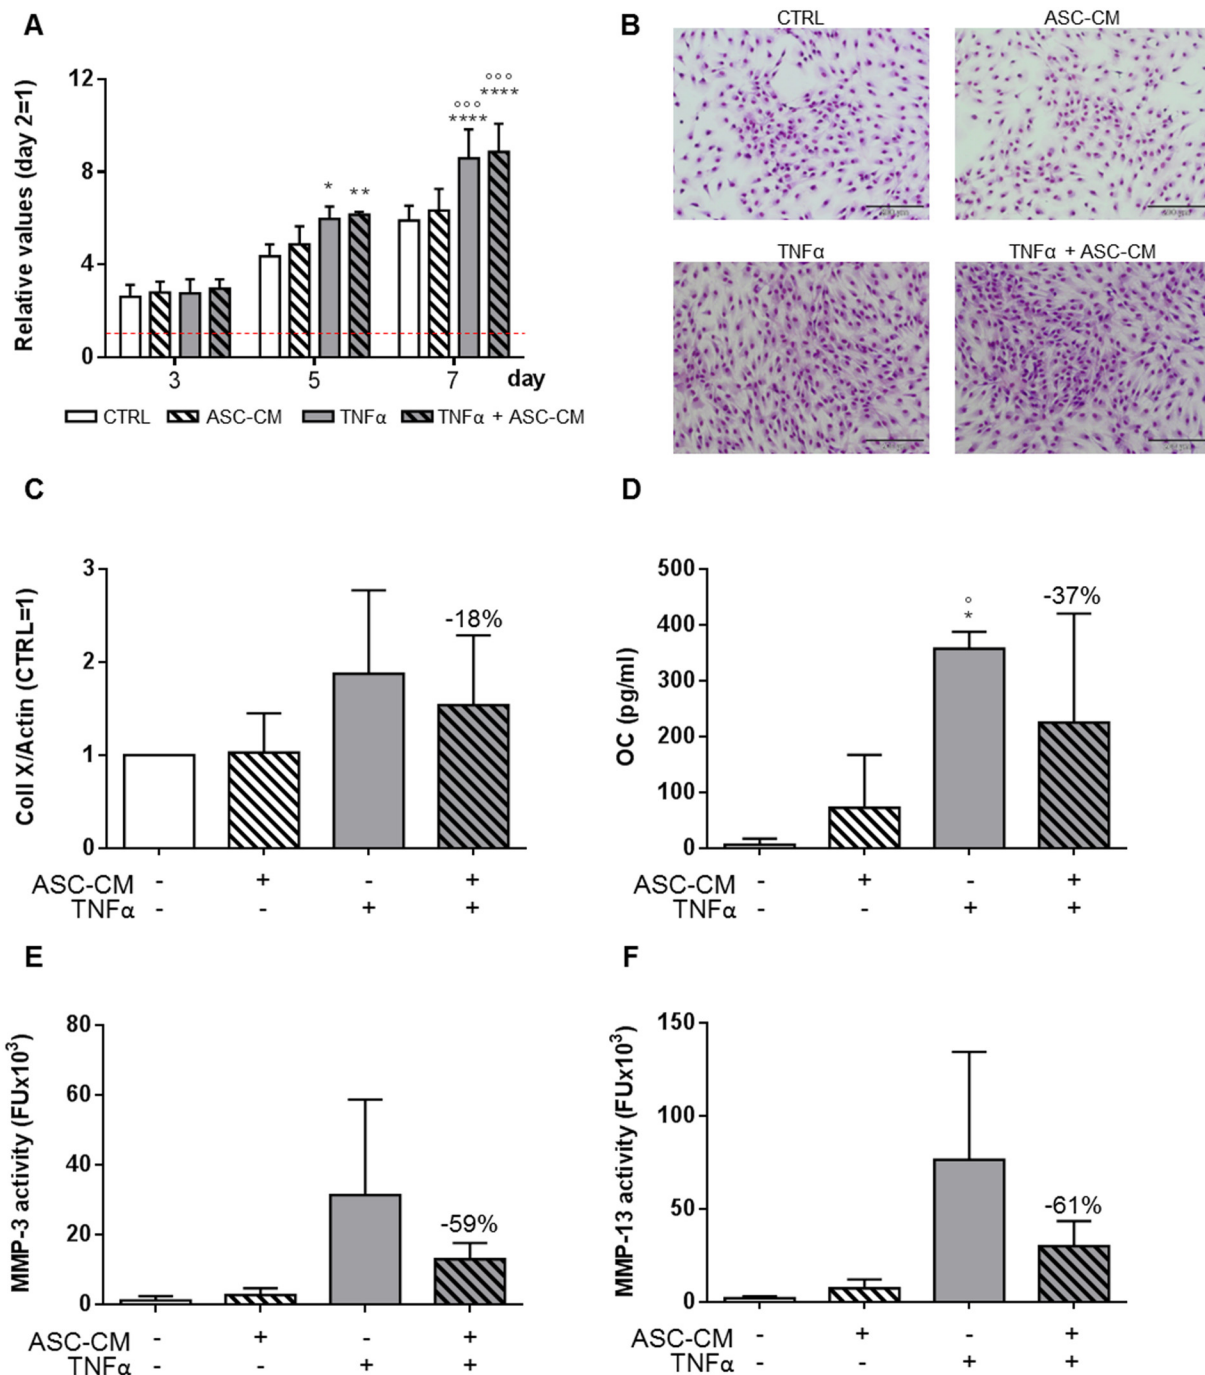 A
Relative values (day 2=1)
12
8
4
0
°°°
****
°°°
****
*
**
3
5
7
day
CTRL
ASC-CM
TNFα
TNFα + ASC-CM
B
CTRL
ASC-CM
TNFα
TNFα + ASC-CM
C
Coll X/Actin (CTRL=1)
3
2
1
0
-18%
ASC-CM - + - +
TNFα - - + +
D
OC (pg/ml)
500
400
300
200
100
0
°
*
-37%
ASC-CM - + - +
TNFα - - + +
E
MMP-3 activity (FUx10³)
80
60
40
20
0
-59%
ASC-CM - + - +
TNFα - - + +
F
MMP-13 activity (FUx10³)
150
100
50
0
-61%
ASC-CM - + - +
TNFα - - + +